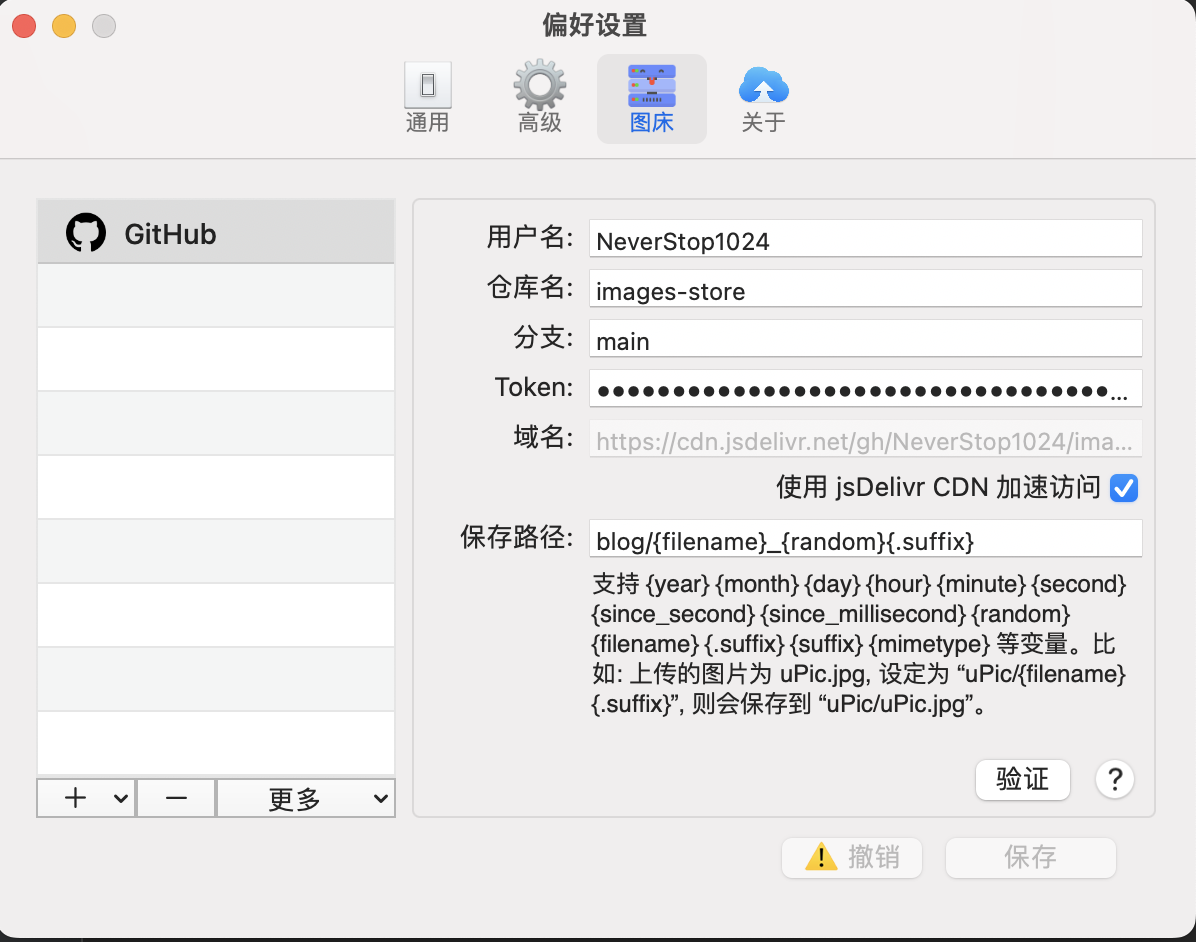 偏好设置
通用
高级
图床
关于
GitHub
用户名: NeverStop1024
仓库名: images-store
分支: main
Token: ●●●●●●●●●●●●●●●●●●●●●●●●●●●●●●●●●●...
域名: https://cdn.jsdelivr.net/gh/NeverStop1024/ima...
使用 jsDelivr CDN 加速访问
保存路径: blog/{filename}_{random}{.suffix}
支持 {year} {month} {day} {hour} {minute} {second}
{since_second} {since_millisecond} {random}
{filename} {.suffix} {suffix} {mimetype} 等变量。比
如: 上传的图片为 uPic.jpg, 设定为 “uPic/{filename}
{.suffix}”, 则会保存到 “uPic/uPic.jpg”。
验证
?
+
−
更多
撤销
保存